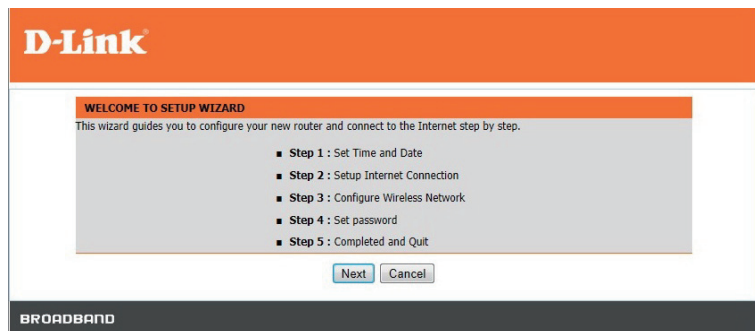 D-Link
WELCOME TO SETUP WIZARD
This wizard guides you to configure your new router and connect to the Internet step by step.
Step 1 : Set Time and Date
Step 2 : Setup Internet Connection
Step 3 : Configure Wireless Network
Step 4 : Set password
Step 5 : Completed and Quit
Next Cancel
BROADBAND